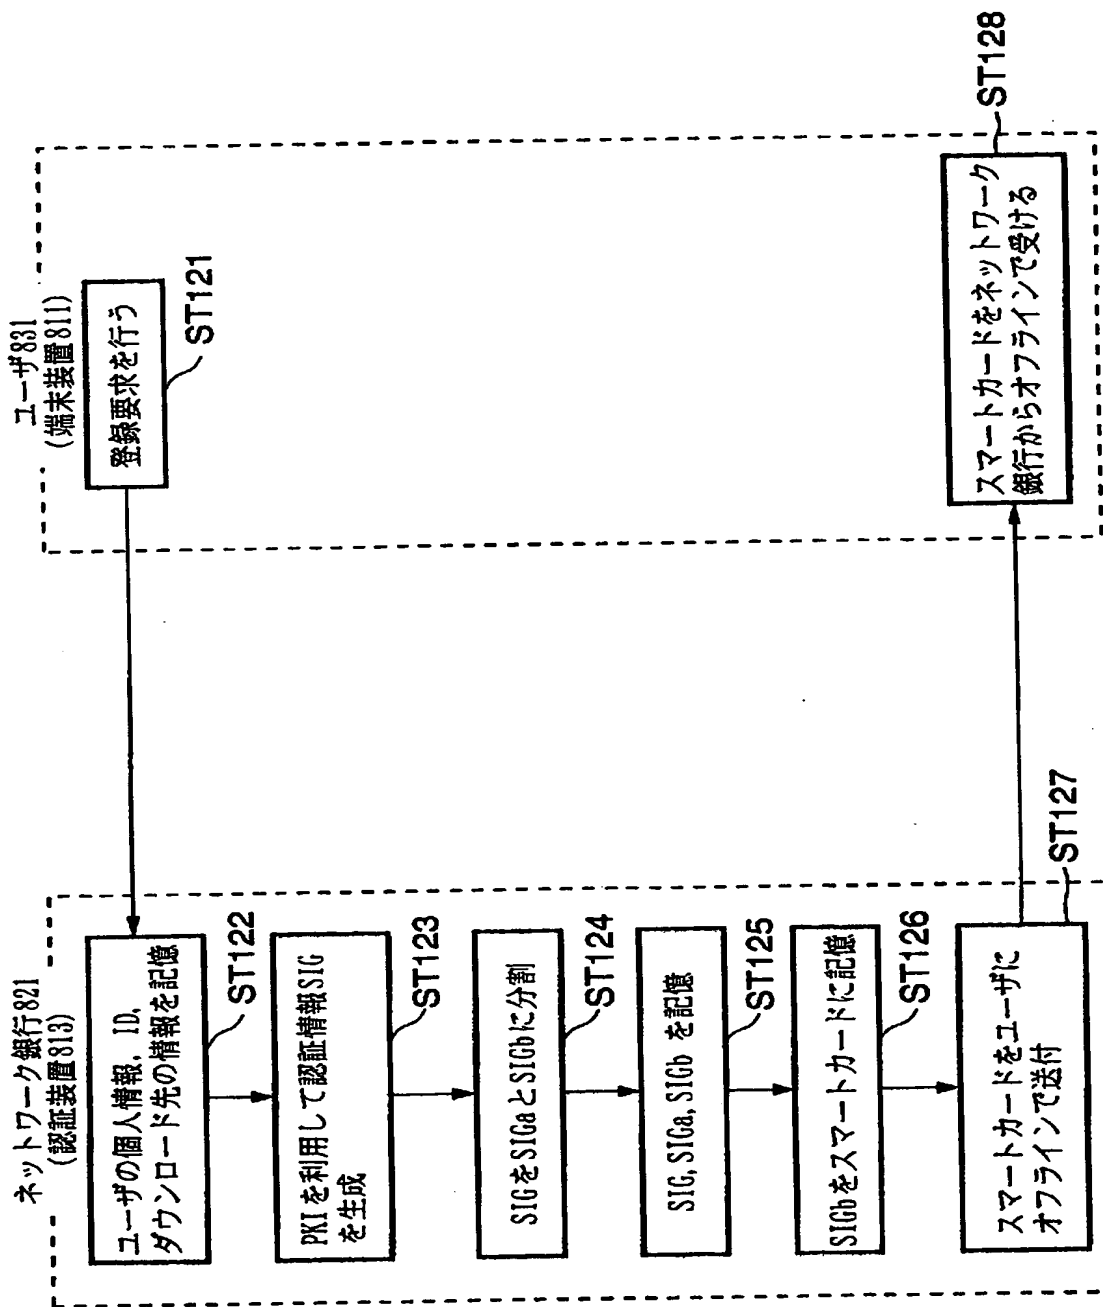 ユーザ831
(端末装置811)
登録要求を行う
ST121
ネットワーク銀行821
(認証装置813)
ユーザの個人情報, ID,
ダウンロード先の情報を記憶
ST122
PKIを利用して認証情報SIG
を生成
ST123
SIGをSIGaとSIGbに分割
ST124
SIG,SIGa,SIGb を記憶
ST125
SIGbをスマートカードに記憶
ST126
スマートカードをユーザに
オフラインで送付
ST127
スマートカードをネットワーク
銀行からオフラインで受ける
ST128